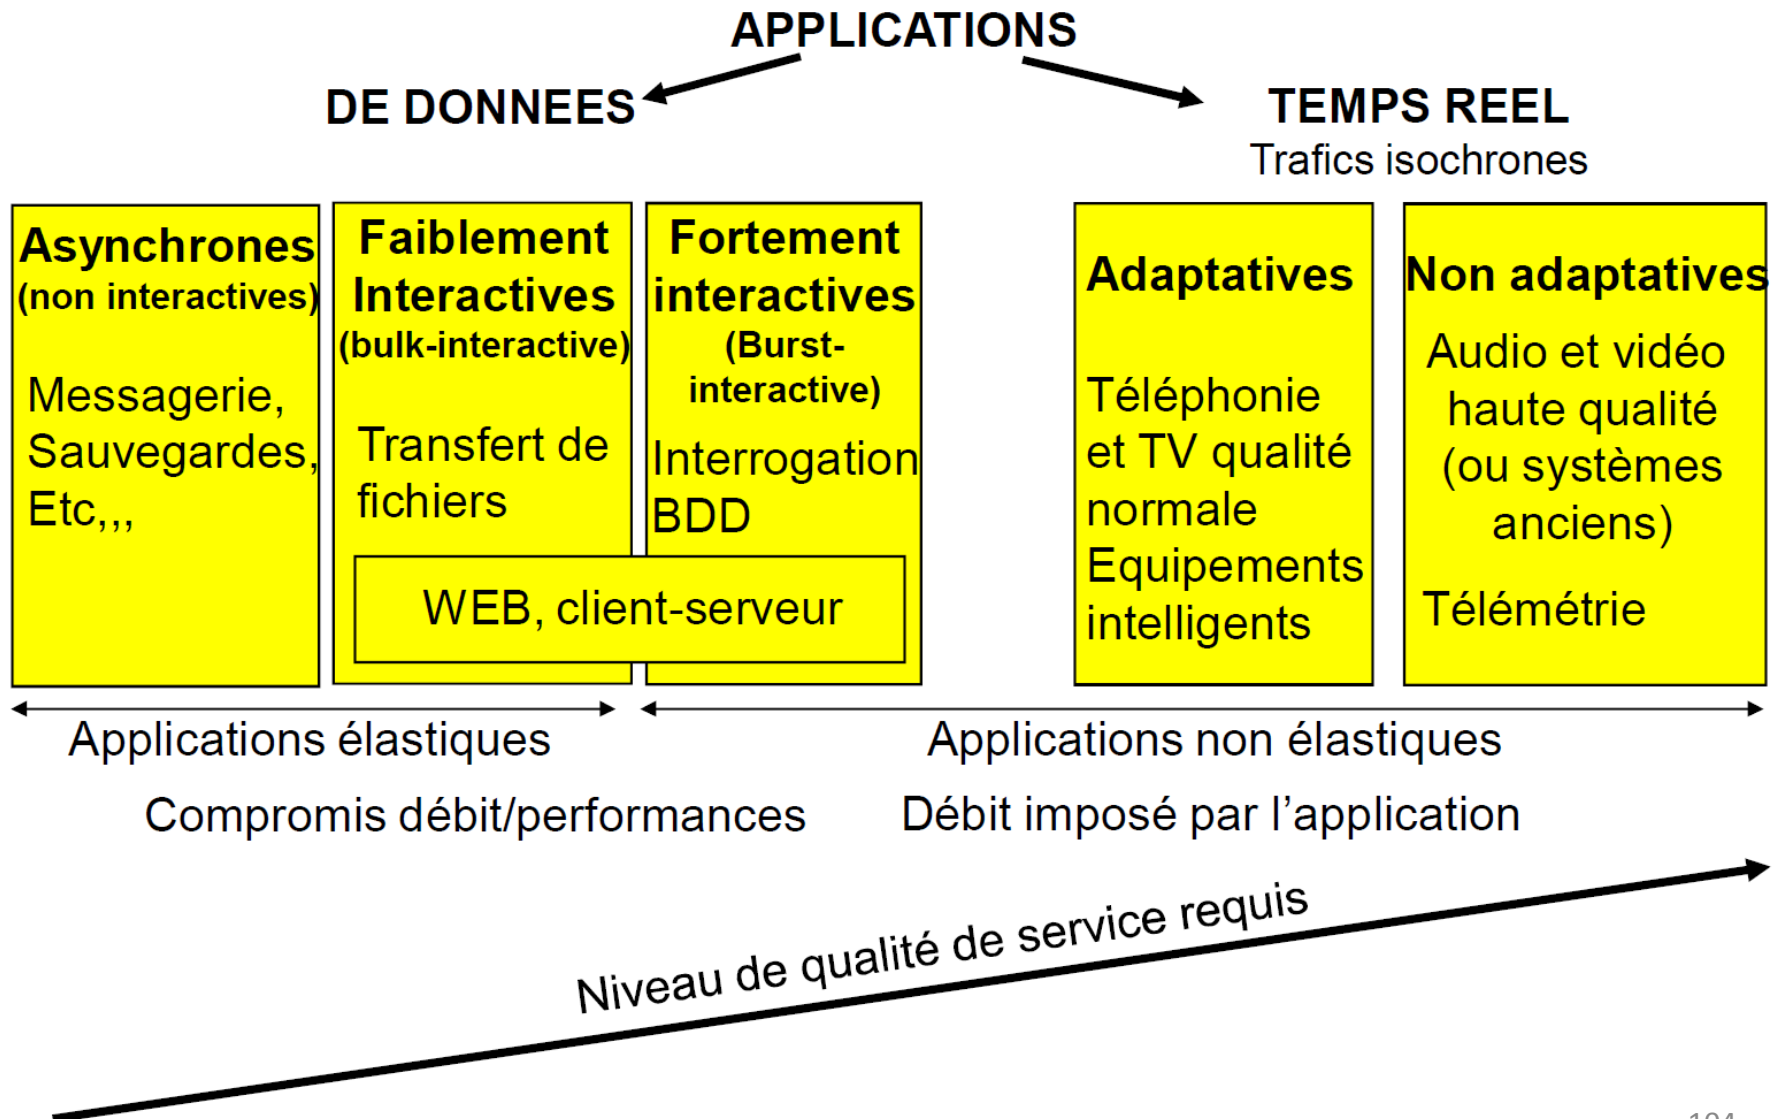 APPLICATIONS
DE DONNEES
TEMPS REEL
Trafics isochrones
Asynchrones
(non interactives)
Messagerie,
Sauvegardes,
Etc,,,
Faiblement
Interactives
(bulk-interactive)
Transfert de
fichiers
Fortement
interactives
(Burst-
interactive)
Interrogation
BDD
WEB, client-serveur
Adaptatives
Téléphonie
et TV qualité
normale
Equipements
intelligents
Non adaptatives
Audio et vidéo
haute qualité
(ou systèmes
anciens)
Télémétrie
Applications élastiques
Applications non élastiques
Compromis débit/performances
Débit imposé par l'application
Niveau de qualité de service requis